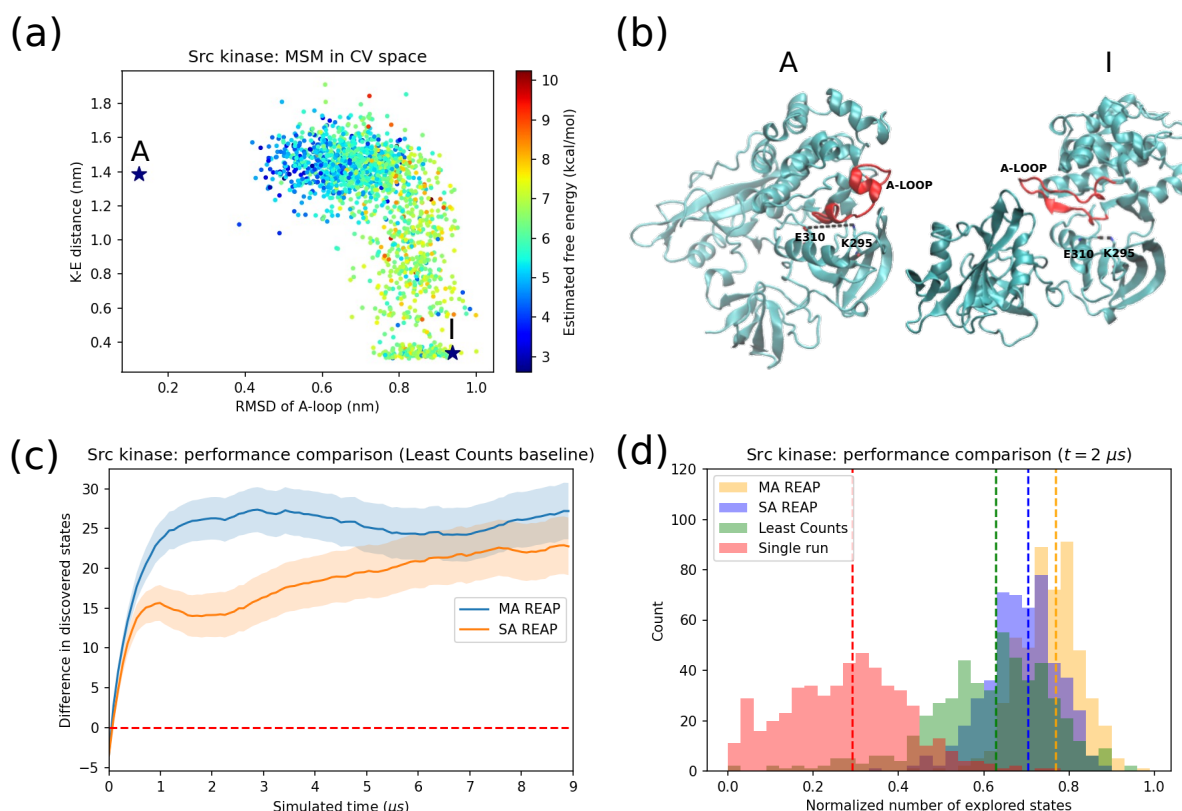 (a)
Src kinase: MSM in CV space
1.8
1.6
1.4
1.2
1.0
0.8
0.6
0.4
K-E distance (nm)
A
I
0.2
0.4
0.6
0.8
1.0
RMSD of A-loop (nm)
10
9
8
7
6
5
4
3
Estimated free energy (kcal/mol)
(b)
A
I
A-LOOP
E310
K295
A-LOOP
E310
K295
(c)
Src kinase: performance comparison (Least Counts baseline)
30
25
20
15
10
5
0
−5
Difference in discovered states
MA REAP
SA REAP
0 1 2 3 4 5 6 7 8 9
Simulated time (μs)
(d)
Src kinase: performance comparison (t = 2 μs)
120
100
80
60
40
20
0
Count
MA REAP
SA REAP
Least Counts
Single run
0.0 0.2 0.4 0.6 0.8 1.0
Normalized number of explored states